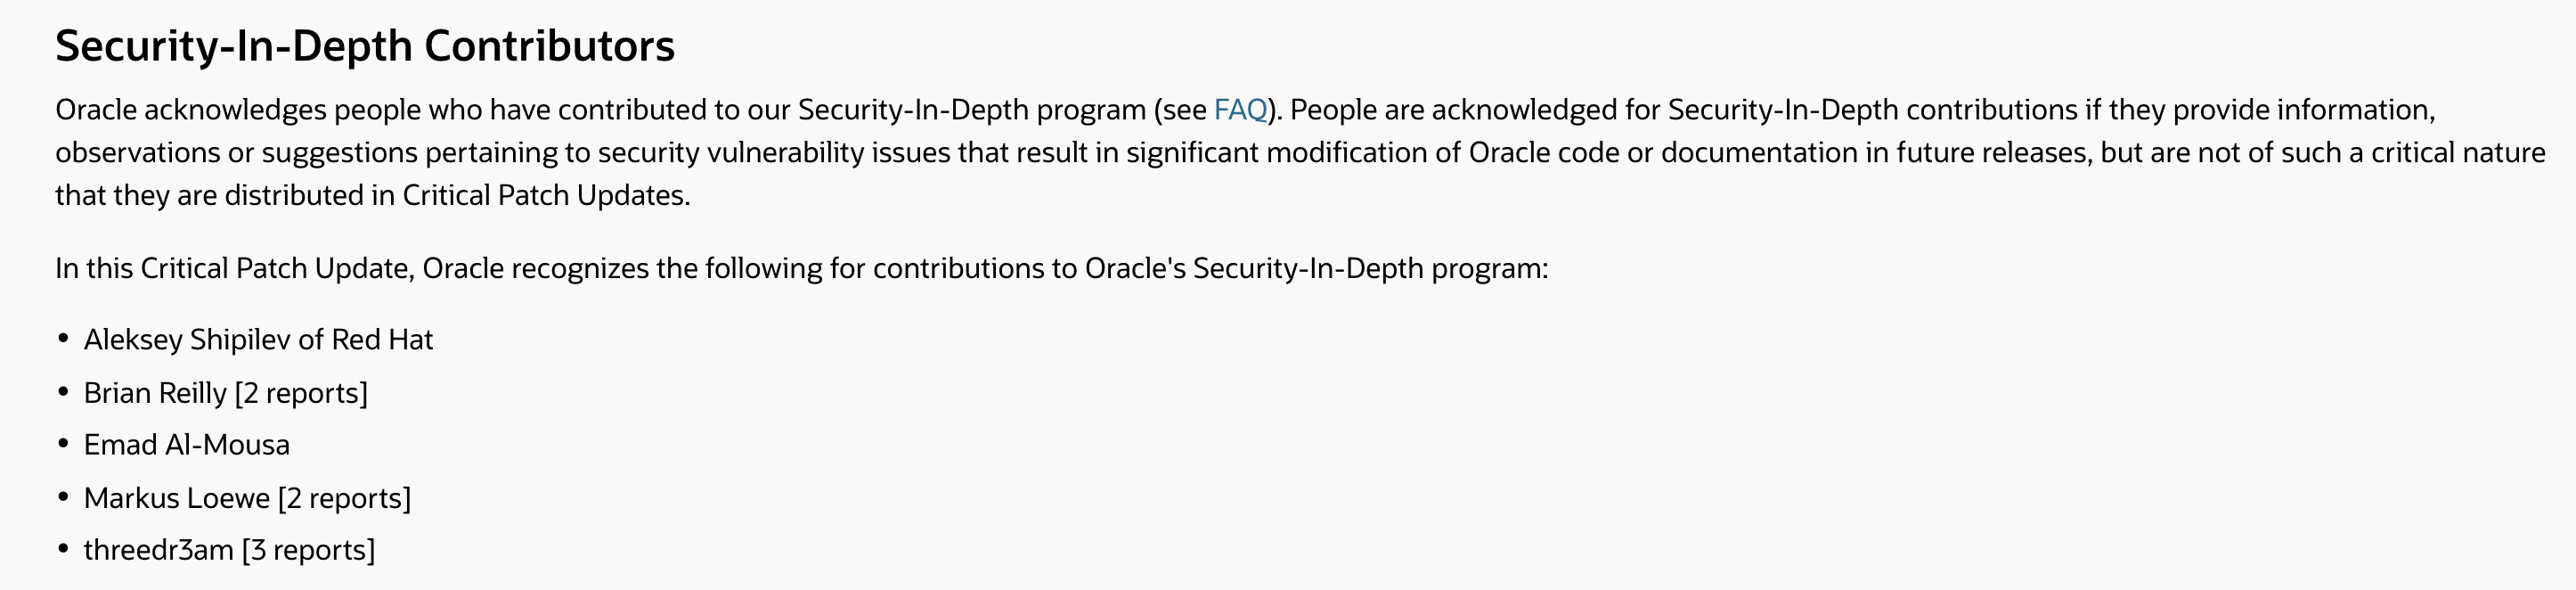 Security-In-Depth Contributors
Oracle acknowledges people who have contributed to our Security-In-Depth program (see FAQ). People are acknowledged for Security-In-Depth contributions if they provide information,
observations or suggestions pertaining to security vulnerability issues that result in significant modification of Oracle code or documentation in future releases, but are not of such a critical nature
that they are distributed in Critical Patch Updates.
In this Critical Patch Update, Oracle recognizes the following for contributions to Oracle's Security-In-Depth program:
• Aleksey Shipilev of Red Hat
• Brian Reilly [2 reports]
• Emad Al-Mousa
• Markus Loewe [2 reports]
• threedr3am [3 reports]